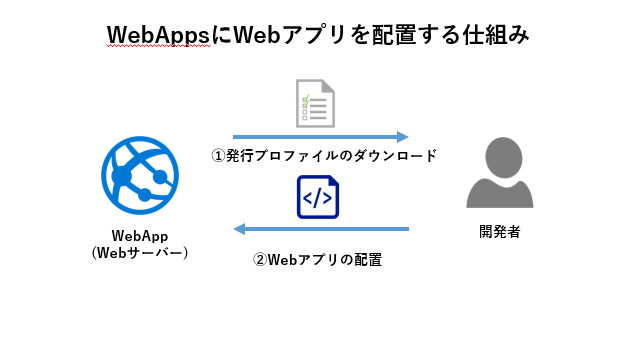 WebAppsにWebアプリを配置する仕組み
①発行プロファイルのダウンロード
</>
WebApp
(Webサーバー)
開発者
②Webアプリの配置